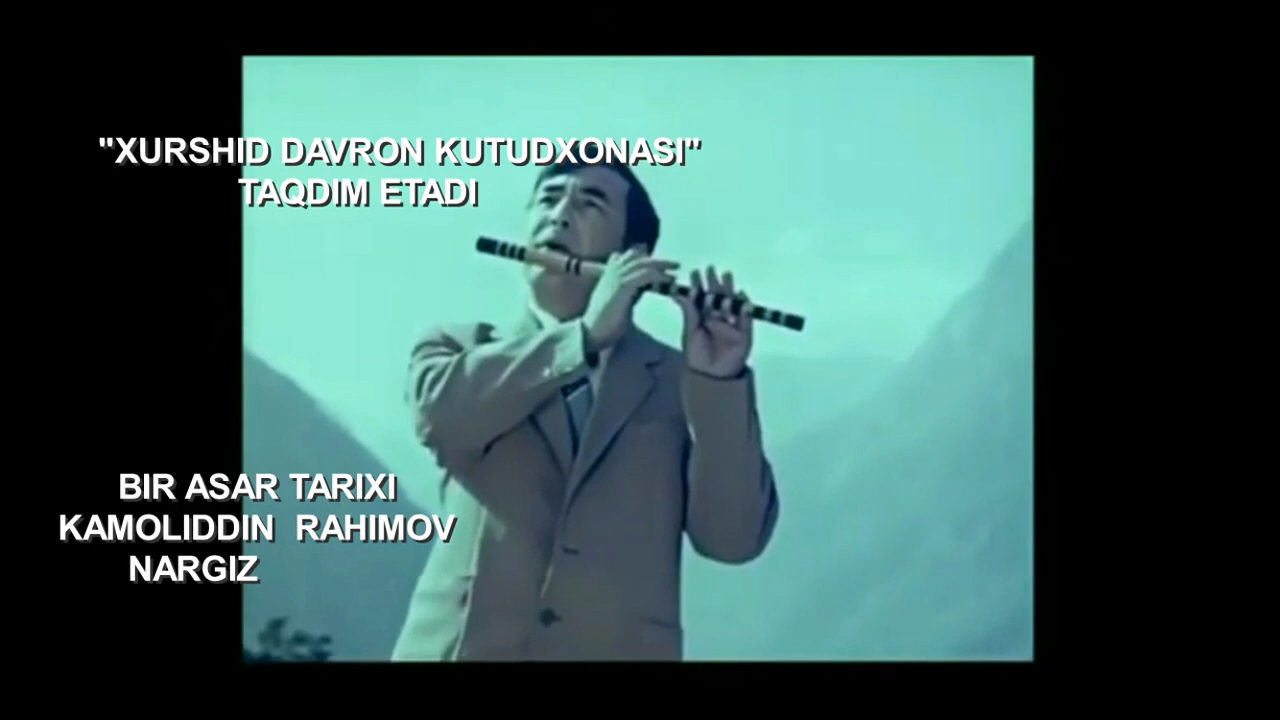 "XURSHID DAVRON KUTUDXONASI"
TAQDIM ETADI
BIR ASAR TARIXI
KAMOLIDDIN RAHIMOV
NARGIZ